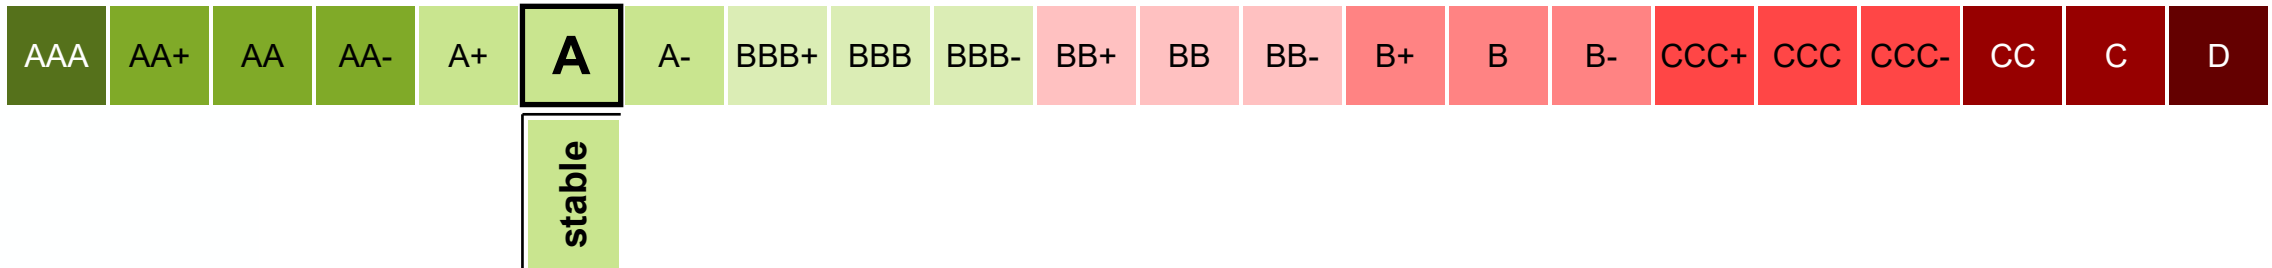 AAA AA+ AA AA- A+ A A- BBB+ BBB BBB- BB+ BB BB- B+ B B- CCC+ CCC CCC- CC C D
stable